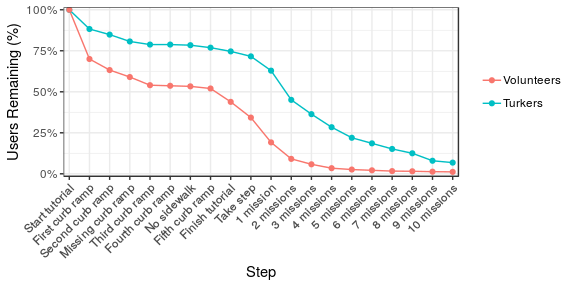 Users Remaining (%)
100%
75%
50%
25%
0%
Start tutorial
First curb ramp
Second curb ramp
Missing curb ramp
Third curb ramp
Fourth curb ramp
No sidewalk
Fifth curb ramp
Finish tutorial
Take step
1 mission
2 missions
3 missions
4 missions
5 missions
6 missions
7 missions
8 missions
9 missions
10 missions
Step
Volunteers
Turkers